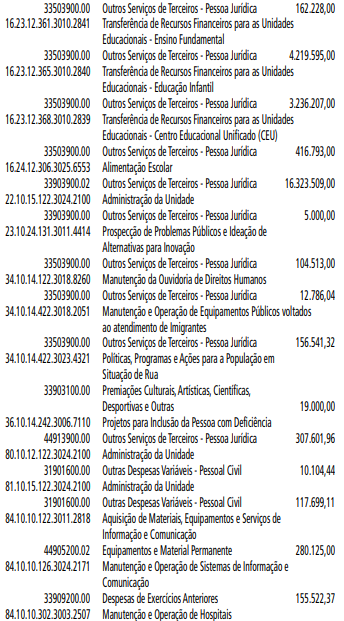 33503900.00 Outros Serviços de Terceiros - Pessoa Jurídica 162.228,00
16.23.12.361.3010.2841 Transferência de Recursos Financeiros para as Unidades
Educacionais - Ensino Fundamental
33503900.00 Outros Serviços de Terceiros - Pessoa Jurídica 4.219.595,00
16.23.12.365.3010.2840 Transferência de Recursos Financeiros para as Unidades
Educacionais - Educação Infantil
33503900.00 Outros Serviços de Terceiros - Pessoa Jurídica 3.236.207,00
16.23.12.368.3010.2839 Transferência de Recursos Financeiros para as Unidades
Educacionais - Centro Educacional Unificado (CEU)
33503900.00 Outros Serviços de Terceiros - Pessoa Jurídica 416.793,00
16.24.12.306.3025.6553 Alimentação Escolar
33903900.02 Outros Serviços de Terceiros - Pessoa Jurídica 16.323.509,00
22.10.15.122.3024.2100 Administração da Unidade
33903900.00 Outros Serviços de Terceiros - Pessoa Jurídica 5.000,00
23.10.24.131.3011.4414 Prospecção de Problemas Públicos e Ideação de
Alternativas para Inovação
33503900.00 Outros Serviços de Terceiros - Pessoa Jurídica 104.513,00
34.10.14.122.3018.8260 Manutenção da Ouvidoria de Direitos Humanos
33503900.00 Outros Serviços de Terceiros - Pessoa Jurídica 12.786,04
34.10.14.422.3018.2051 Manutenção e Operação de Equipamentos Públicos voltados
ao atendimento de Imigrantes
33503900.00 Outros Serviços de Terceiros - Pessoa Jurídica 156.541,32
34.10.14.422.3023.4321 Políticas, Programas e Ações para a População em
Situação de Rua
33903100.00 Premiações Culturais, Artísticas, Científicas,
Desportivas e Outras 19.000,00
36.10.14.242.3006.7110 Projetos para Inclusão da Pessoa com Deficiência
44913900.00 Outros Serviços de Terceiros - Pessoa Jurídica 307.601,96
80.10.12.122.3024.2100 Administração da Unidade
31901600.00 Outras Despesas Variáveis - Pessoal Civil 10.104,44
81.10.15.122.3024.2100 Administração da Unidade
31901600.00 Outras Despesas Variáveis - Pessoal Civil 117.699,11
84.10.10.122.3011.2818 Aquisição de Materiais, Equipamentos e Serviços de
Informação e Comunicação
44905200.02 Equipamentos e Material Permanente 280.125,00
84.10.10.126.3024.2171 Manutenção e Operação de Sistemas de Informação e
Comunicação
33909200.00 Despesas de Exercícios Anteriores 155.522,37
84.10.10.302.3003.2507 Manutenção e Operação de Hospitais